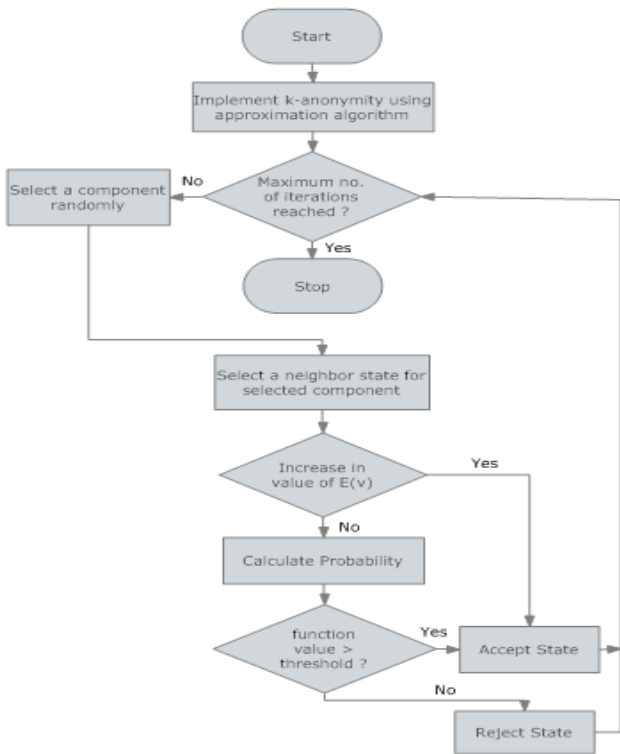 Start
Implement k-anonymity using
approximation algorithm
Maximum no.
of iterations
reached ?
No
Select a component
randomly
Yes
Stop
Select a neighbor state for
selected component
Increase in
value of E(v)
Yes
No
Calculate Probability
function
value >
threshold ?
Yes
Accept State
No
Reject State